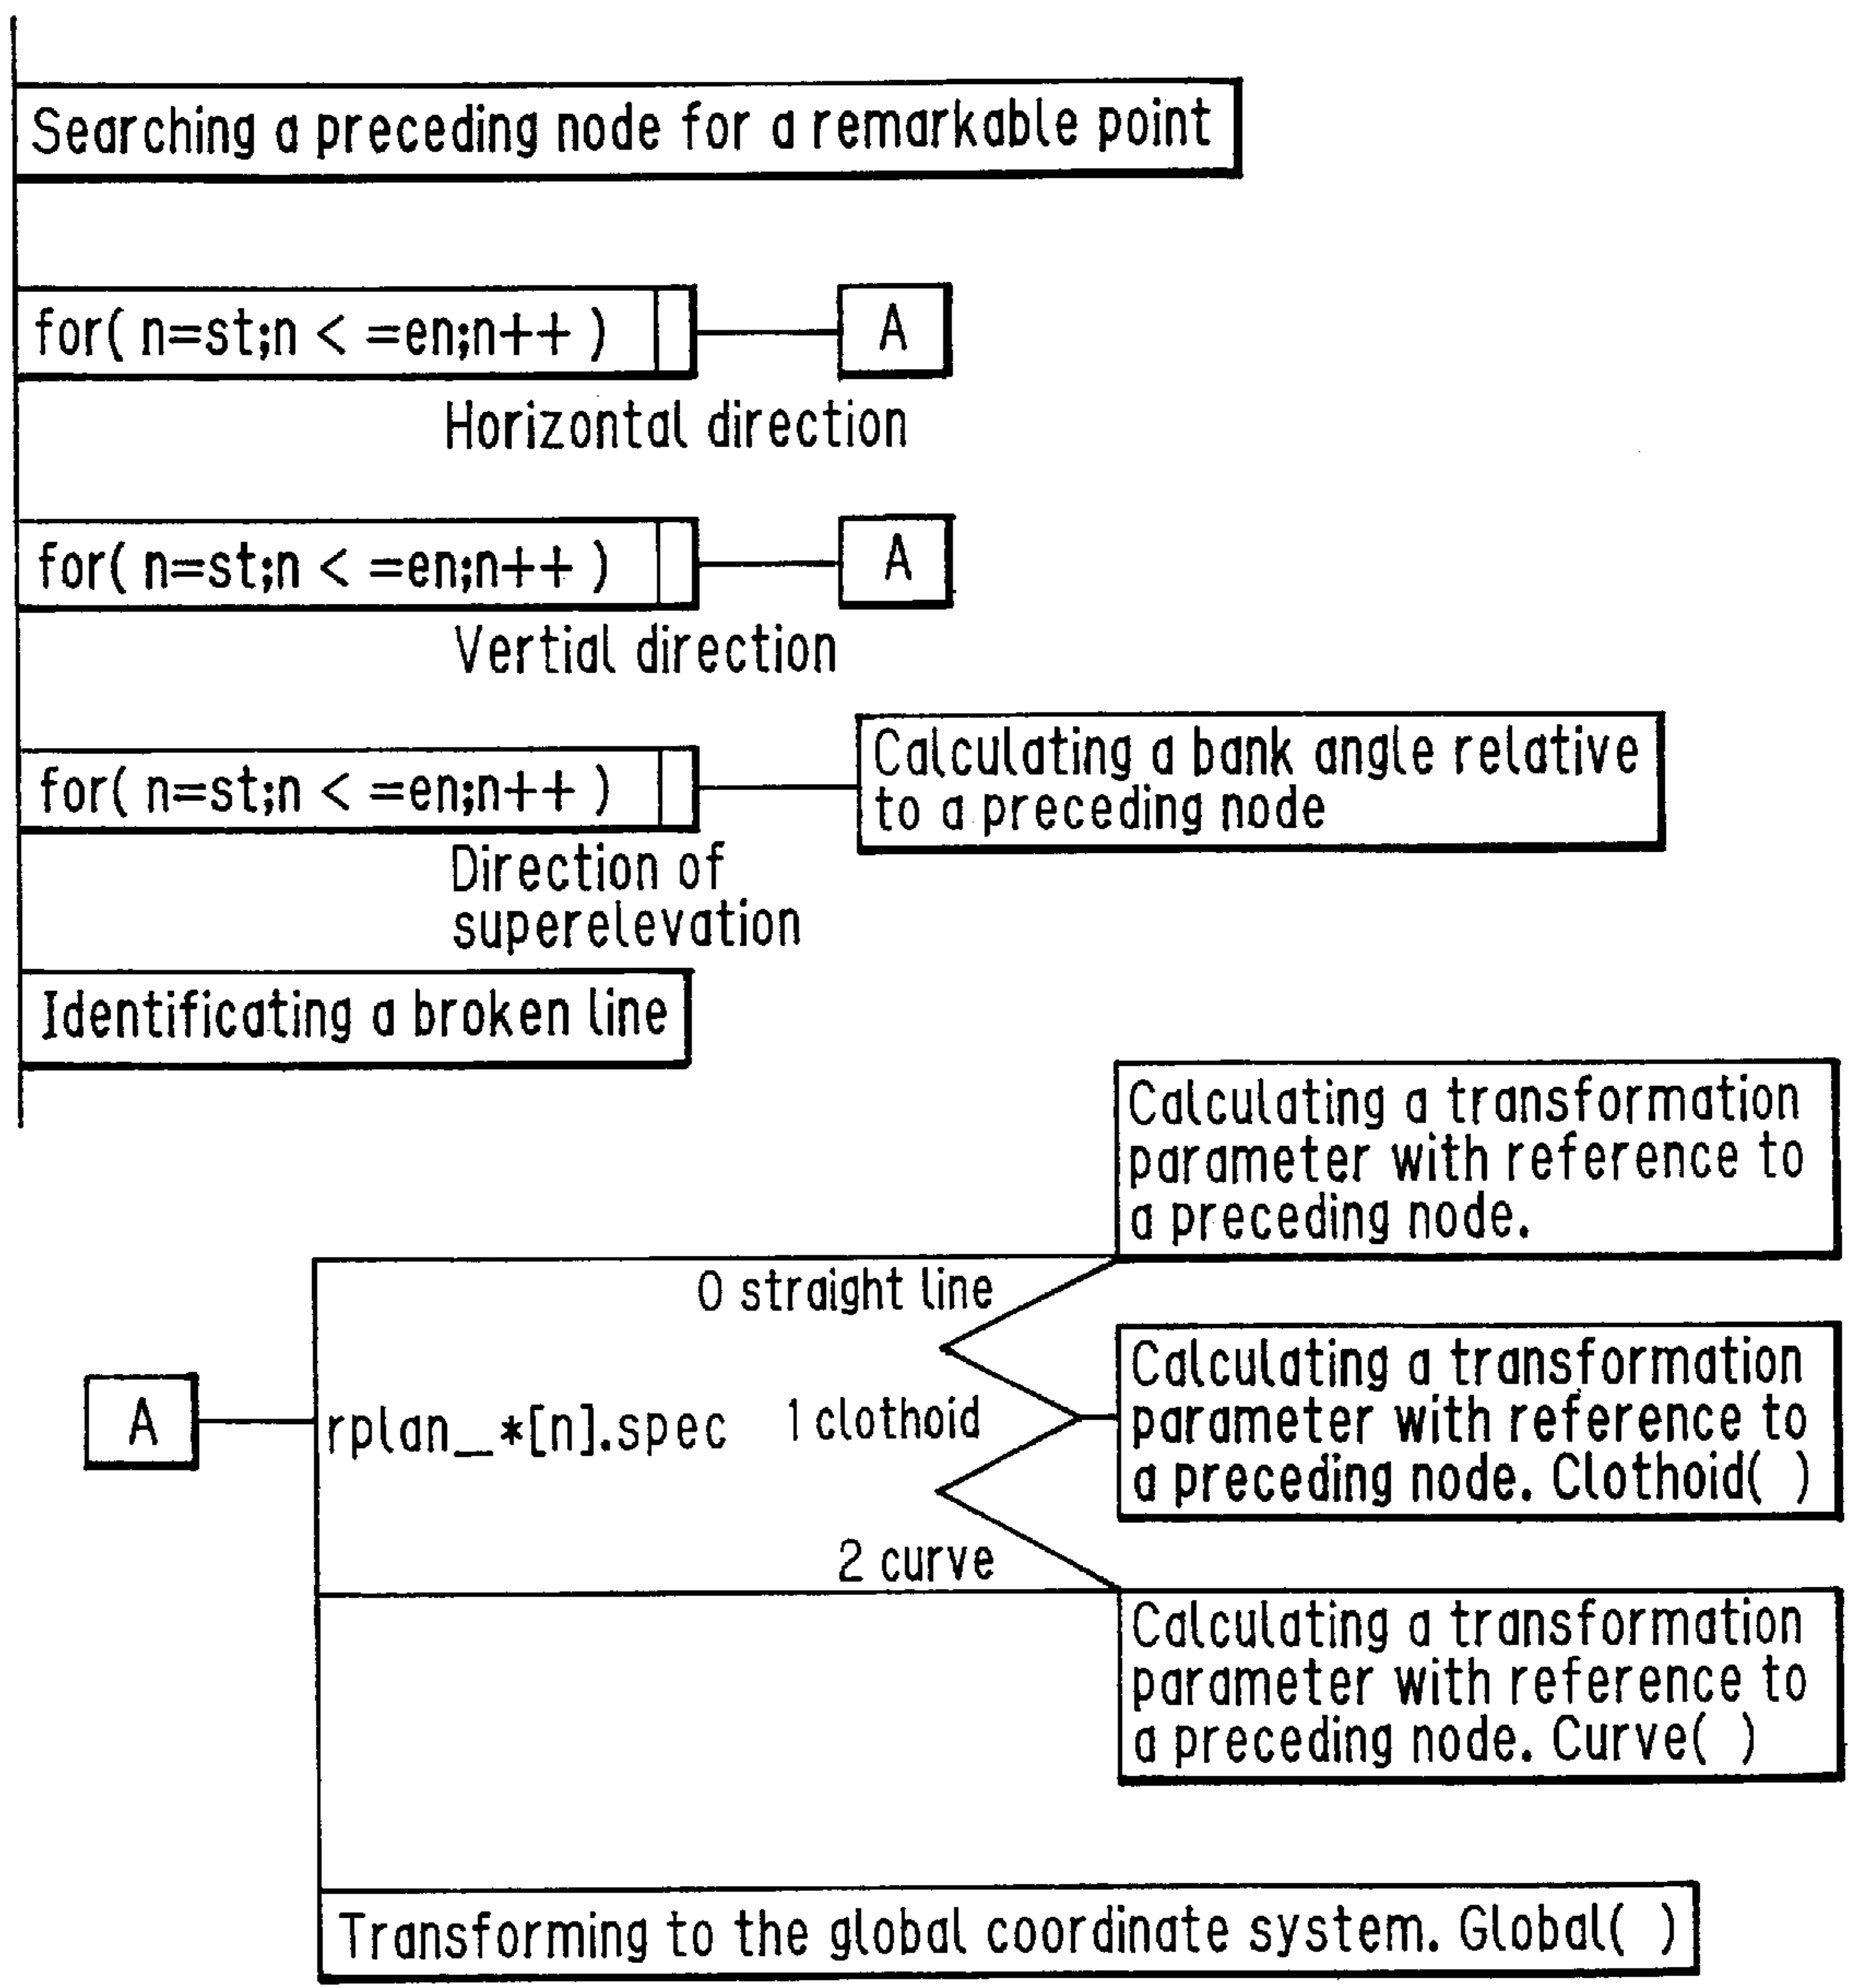 Searching a preceding node for a remarkable point
for( n=st;n < =en;n++ )
A
Horizontal direction
for( n=st;n < =en;n++ )
A
Vertial direction
for( n=st;n < =en;n++ )
Calculating a bank angle relative
to a preceding node
Direction of
superelevation
Identificating a broken line
Calculating a transformation
parameter with reference to
a preceding node.
0 straight line
A
rplan_*[n].spec
1 clothoid
Calculating a transformation
parameter with reference to
a preceding node. Clothoid( )
2 curve
Calculating a transformation
parameter with reference to
a preceding node. Curve( )
Transforming to the global coordinate system. Global( )